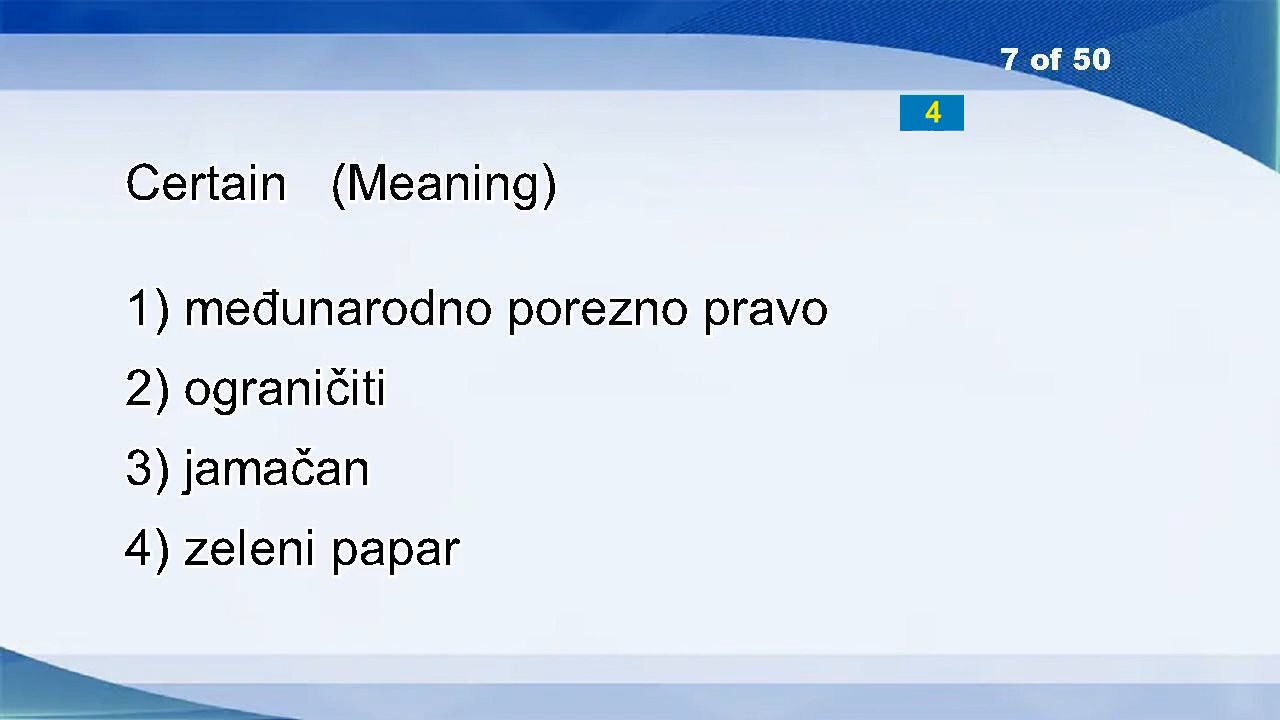 7 of 50
4
Certain (Meaning)
1) međunarodno porezno pravo
2) ograničiti
3) jamačan
4) zeleni papar